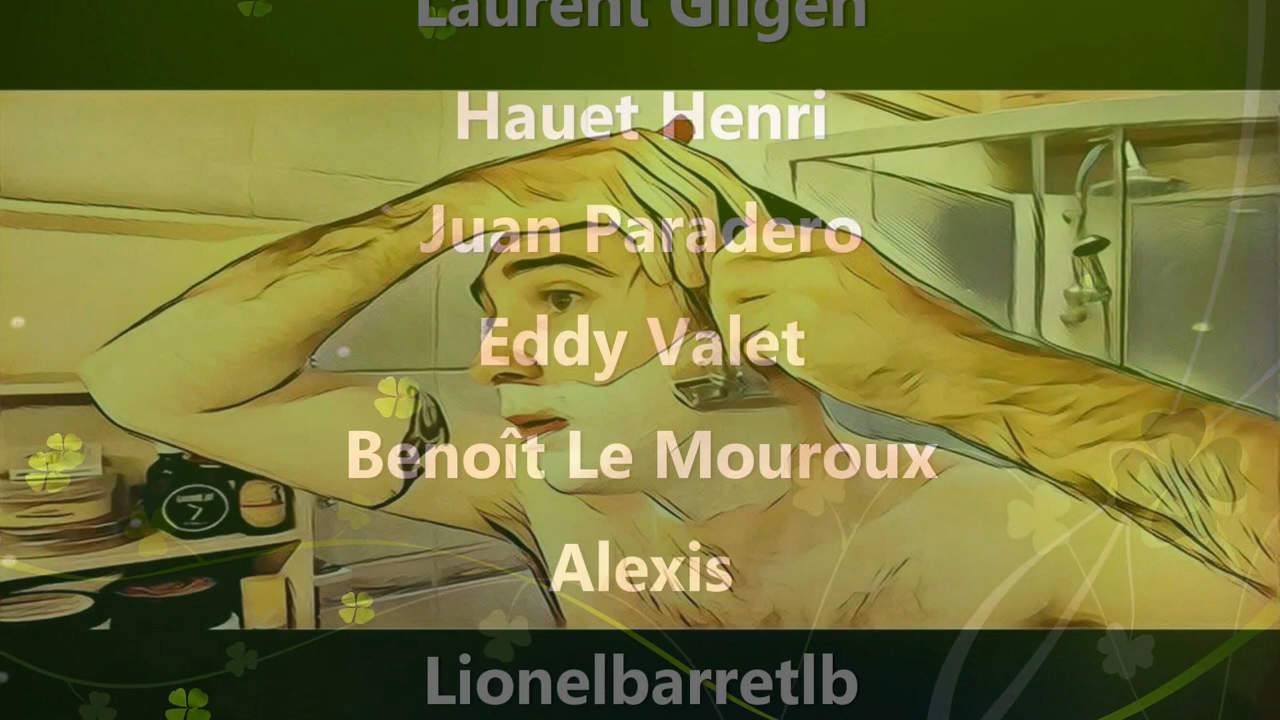 Laurent Gilgen
Hauet Henri
Juan Paradero
Eddy Valet
Benoît Le Mouroux
Alexis
Lionelbarretlb